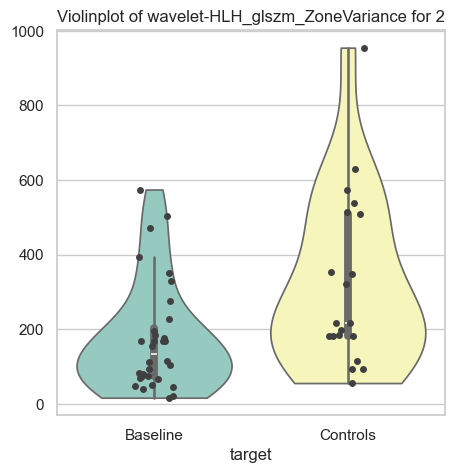 Violinplot of wavelet-HLH_glszm_ZoneVariance for 2
1000
800
600
400
200
0
Baseline Controls
target